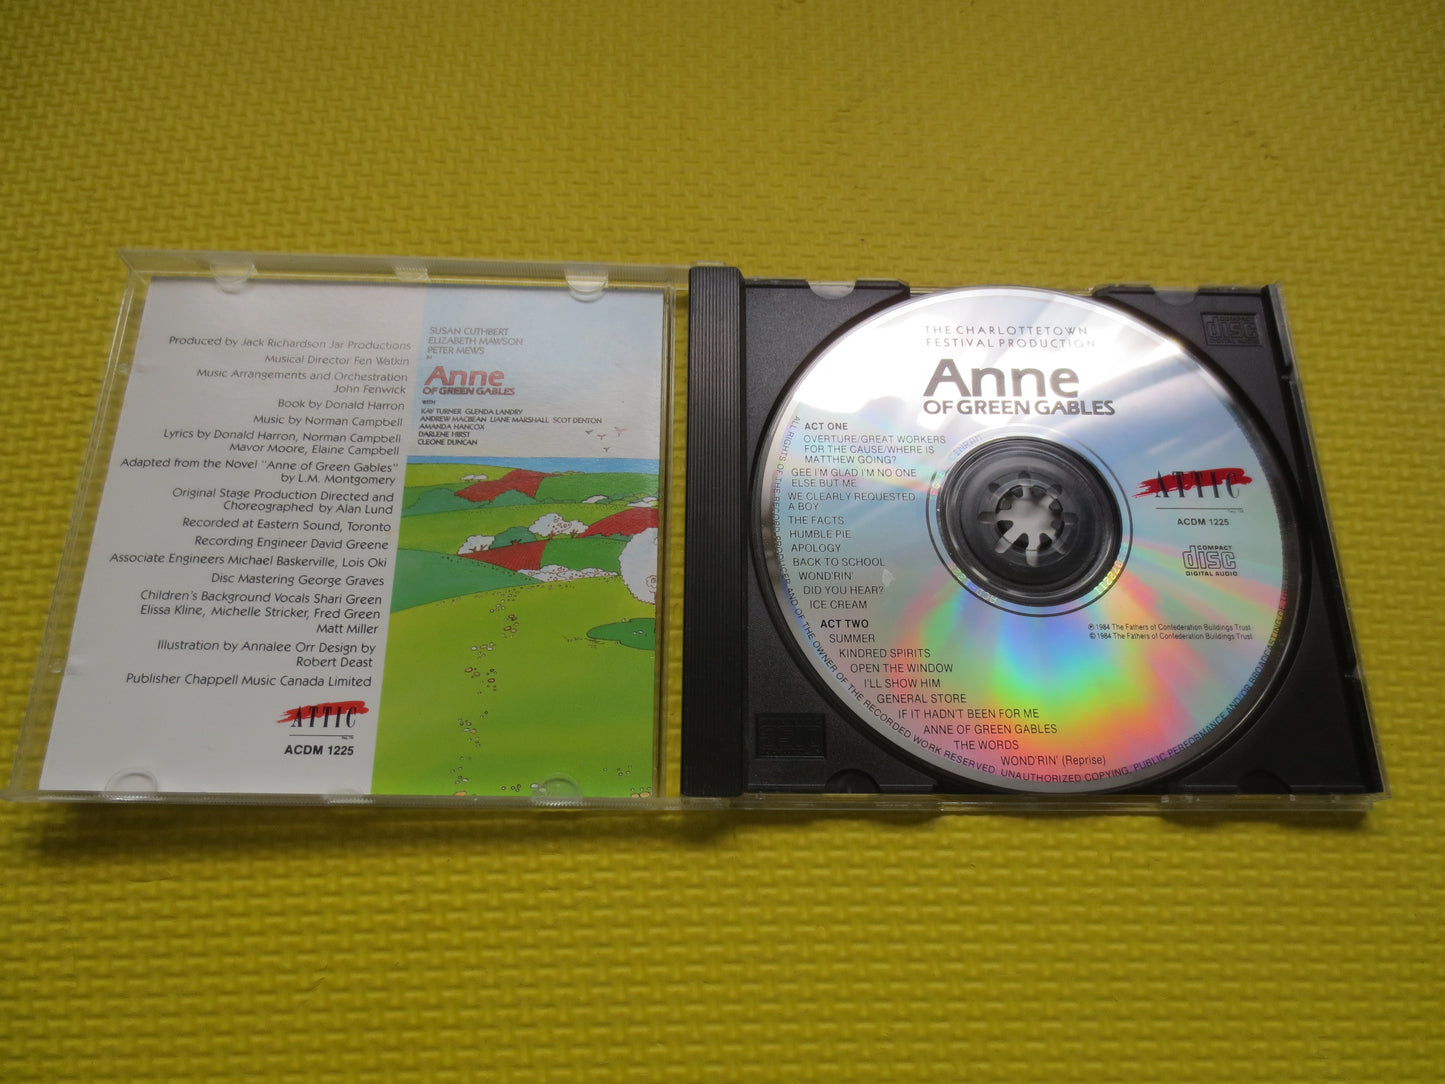 Produced by Jack Richardson Jar Productions
Musical Director Fen Watkin
Music Arrangements and Orchestration
John Fenwick
Book by Donald Harron
Music by Norman Campbell
Lyrics by Donald Harron, Norman Campbell
Mavor Moore, Elaine Campbell
Adapted from the Novel "Anne of Green Gables"
by L.M. Montgomery
Original Stage Production Directed and
Choreographed by Alan Lund
Recorded at Eastern Sound, Toronto
Recording Engineer David Greene
Associate Engineers Michael Baskerville, Lois Oki
Disc Mastering George Graves
Children's Background Vocals Shari Green
Elissa Kline, Michelle Stricker, Fred Green
Matt Miller
Illustration by Annalee Orr Design by
Robert Deast
Publisher Chappell Music Canada Limited
ATTIC
ACDM 1225
SUSAN CUTHBERT
ELIZABETH MAWSON
PETER MEWS
in
Anne
OF GREEN GABLES
WITH
KAY TURNER GLENDA LANDRY
ANDREW MACBEAN LIANE MARSHALL SCOT DENTON
AMANDA HANCOX
DARLENE HIRST
CLEONE DUNCAN
THE CHARLOTTETOWN
FESTIVAL PRODUCTION
Anne
OF GREEN GABLES
ACT ONE
OVERTURE/GREAT WORKERS
FOR THE CAUSE/WHERE IS
MATTHEW GOING?
GEE I'M GLAD I'M NO ONE
ELSE BUT ME
WE CLEARLY REQUESTED
A BOY
THE FACTS
HUMBLE PIE
APOLOGY
BACK TO SCHOOL
WOND'RIN'
DID YOU HEAR?
ICE CREAM
ACT TWO
SUMMER
KINDRED SPIRITS
OPEN THE WINDOW
I'LL SHOW HIM
GENERAL STORE
IF IT HADN'T BEEN FOR ME
ANNE OF GREEN GABLES
THE WORDS
WOND'RIN' (Reprise)
ATTIC
ACDM 1225
COMPACT
disc
DIGITAL AUDIO
℗ 1984 The Fathers of Confederation Buildings Trust
© 1984 The Fathers of Confederation Buildings Trust
ALL RIGHTS OF THE RECORD PRODUCER AND OF THE OWNER OF THE RECORDED WORK RESERVED. UNAUTHORIZED COPYING, PUBLIC PERFORMANCE AND/OR BROADCASTING
COMPACT
disc
DIGITAL AUDIO